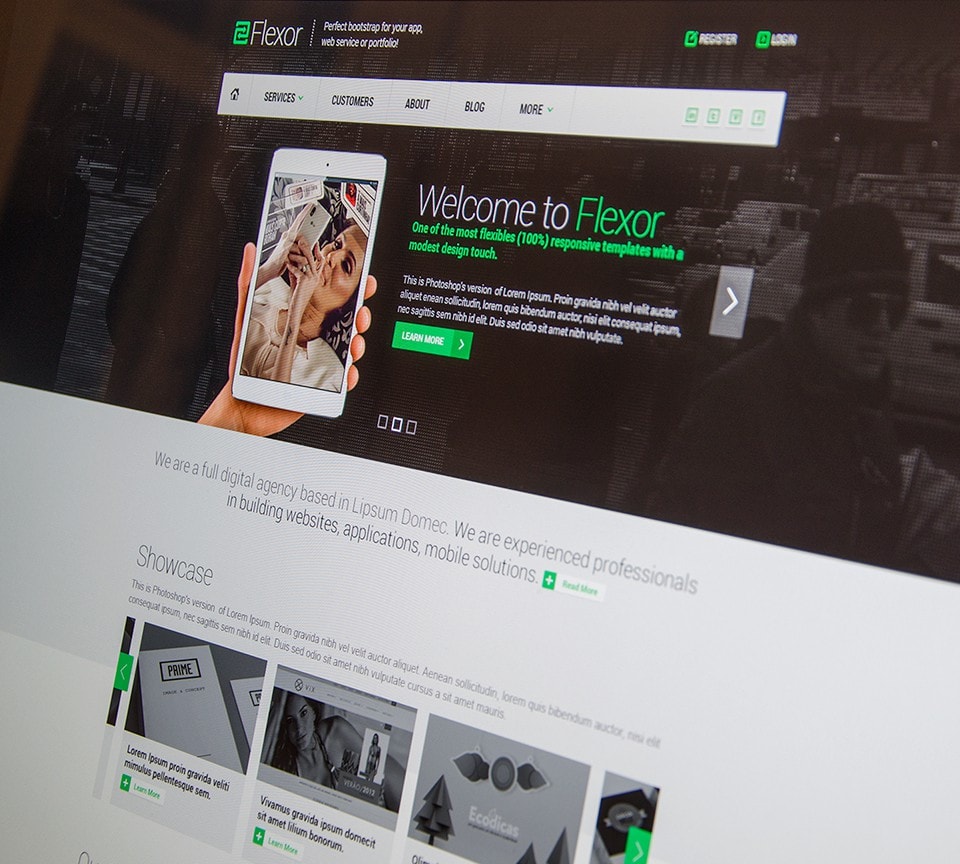 Flexor
Perfect bootstrap for your app,
web service or portfolio!
REGISTER
LOGIN
SERVICES
CUSTOMERS
ABOUT
BLOG
MORE
Welcome to Flexor
One of the most flexibles (100%) responsive templates with a
modest design touch.
This is Photoshop's version of Lorem Ipsum. Proin gravida nibh vel velit auctor
aliquet enean sollicitudin, lorem quis bibendum auctor, nisi elit consequat ipsum,
nec sagittis sem nibh id elit. Duis sed odio sit amet nibh vulputate.
LEARN MORE
We are a full digital agency based in Lipsum Domec. We are experienced professionals
in building websites, applications, mobile solutions.
Read More
Showcase
This is Photoshop's version of Lorem Ipsum. Proin gravida nibh vel velit auctor aliquet. Aenean sollicitudin, lorem quis bibendum auctor, nisi elit
consequat ipsum, nec sagittis sem nibh id elit. Duis sed odio sit amet nibh vulputate cursus a sit amet mauris.
PRIME
VIX
VERÃO/2012
Ecódicas
Lorem Ipsum proin gravida veliti
mimulus pellentesque sem.
Learn More
Vivamus gravida ipsum domecit
sit amet lilium bonorum.
Learn More